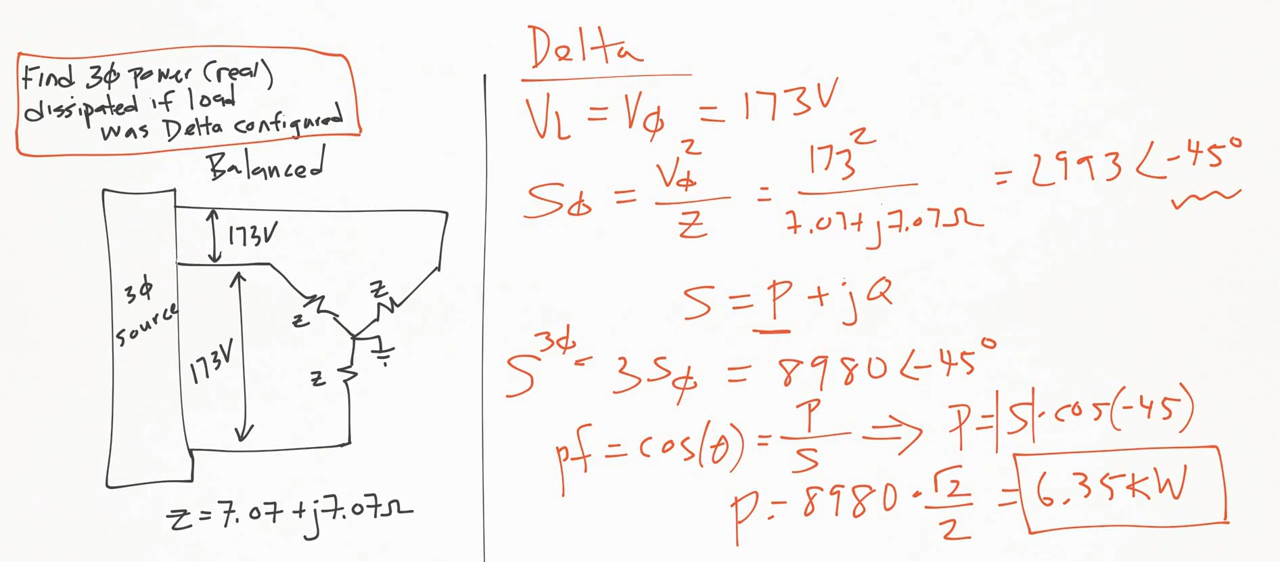 Find 3ϕ power (real)
dissipated if load
was Delta configured
Balanced
173V
3ϕ
source
173V
z
z
z
z = 7.07 + j7.07Ω
Delta
VL = Vϕ = 173V
Sϕ = Vϕ² / Z = 173² / 7.07 + j7.07Ω = 2993 < -45°
S = P + jQ
S³ϕ = 3Sϕ = 8980 < -45°
pf = cos(θ) = P / S ⇒ P = |S| · cos(-45)
P = 8980 · √2 / 2 = 6.35KW